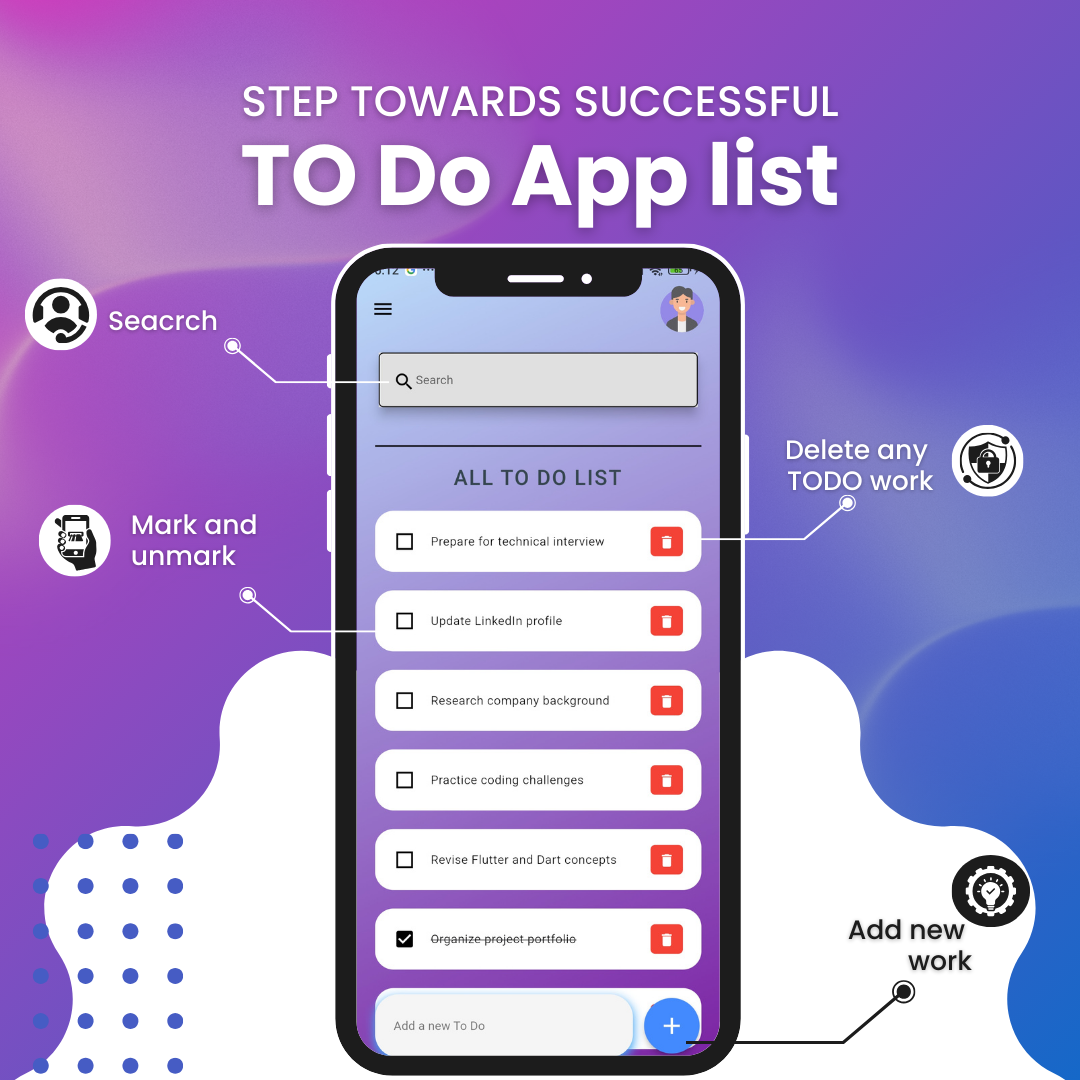 STEP TOWARDS SUCCESSFUL
TO Do App list
Seacrch
Search
Delete any
TODO work
ALL TO DO LIST
Mark and
unmark
Prepare for technical interview
Update LinkedIn profile
Research company background
Practice coding challenges
Revise Flutter and Dart concepts
Organize project portfolio
Add new
work
Add a new To Do